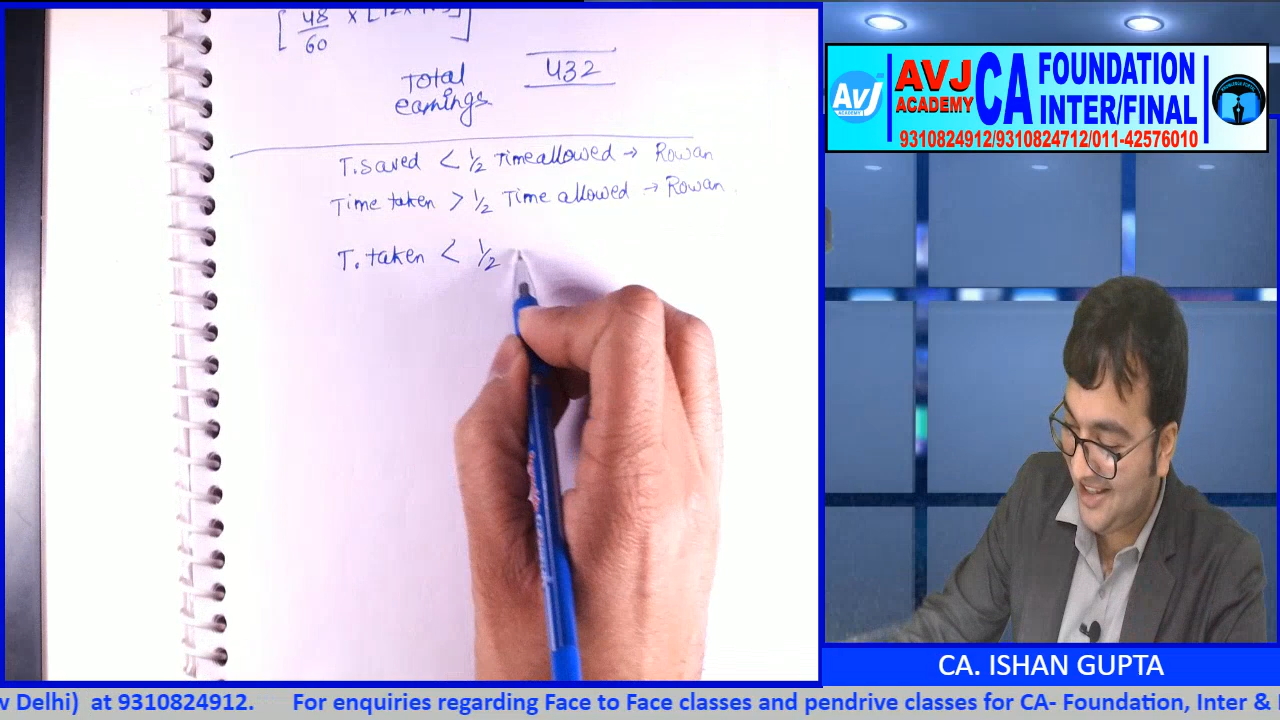 48
60
432
Total
earnings
T.saved < 1/2 Time allowed → Rowan
Time taken > 1/2 Time allowed → Rowan
T. taken < 1/2
AVJ
ACADEMY
AVJ
ACADEMY
CA
FOUNDATION
INTER/FINAL
9310824912/9310824712/011-42576010
CA. ISHAN GUPTA
w Delhi) at 9310824912. For enquiries regarding Face to Face classes and pendrive classes for CA- Foundation, Inter &